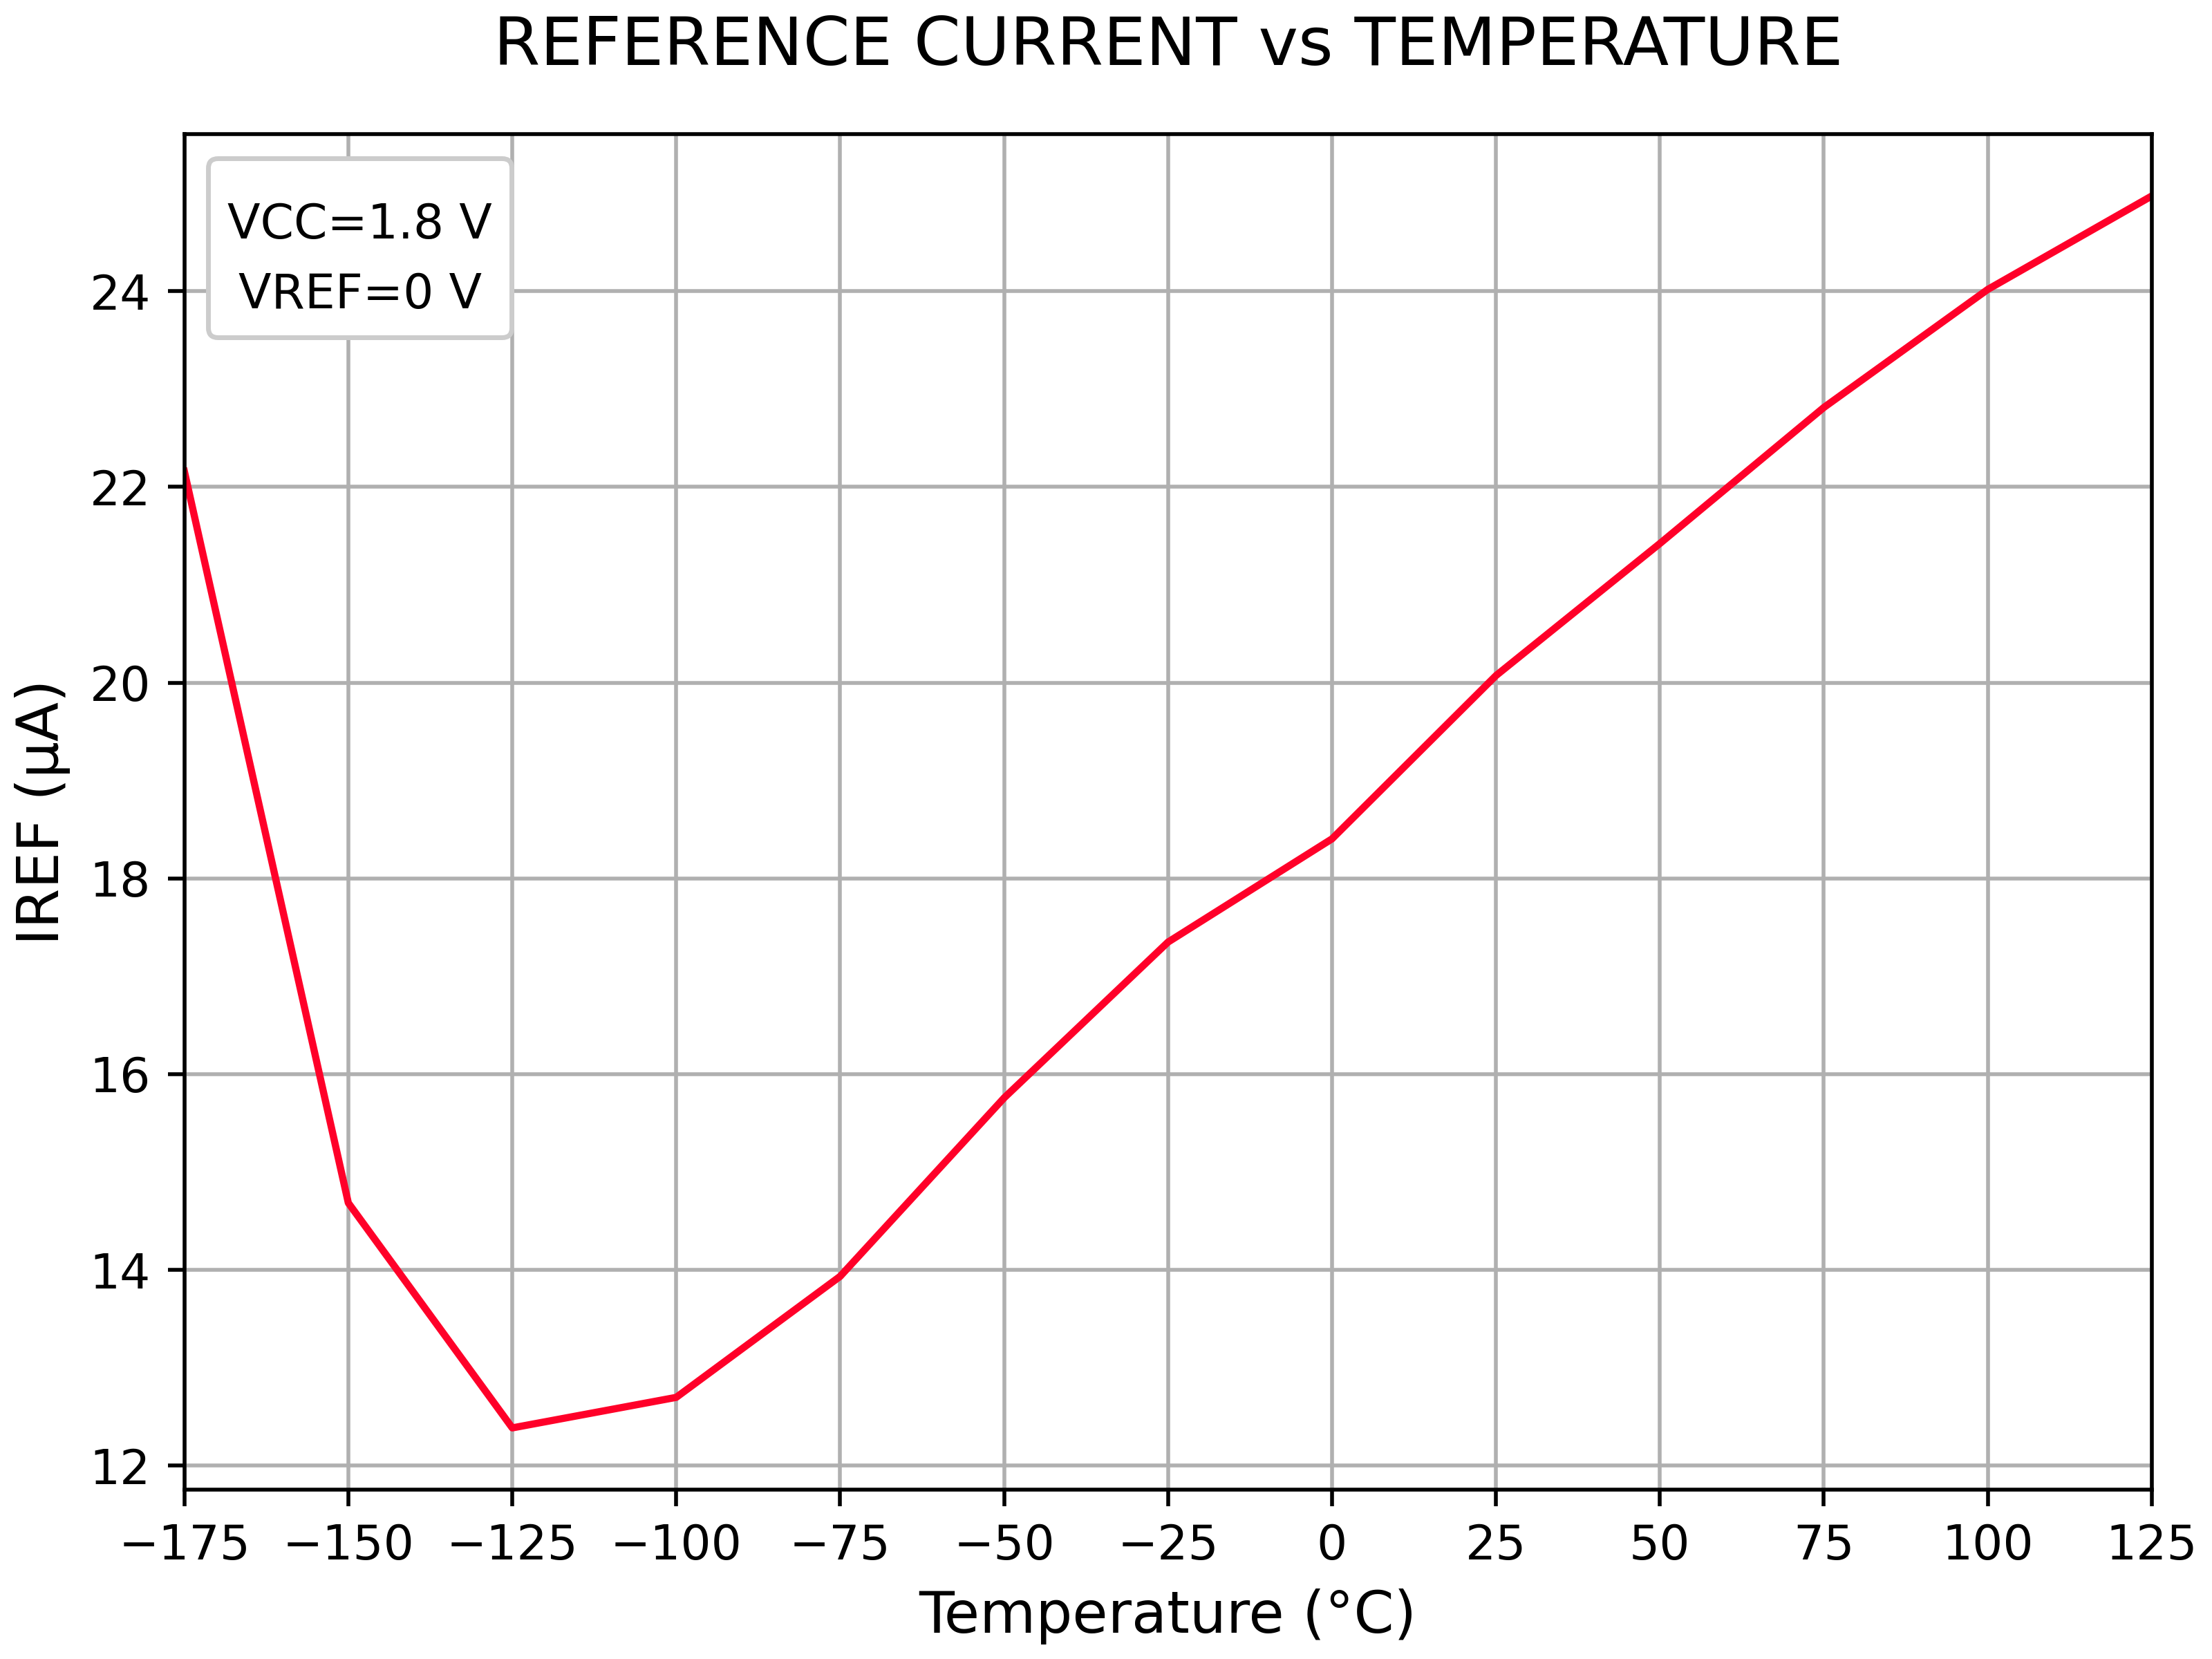 REFERENCE CURRENT vs TEMPERATURE
VCC=1.8 V
VREF=0 V
24
22
20
18
16
14
12
IREF (µA)
−175 −150 −125 −100 −75 −50 −25 0 25 50 75 100 125
Temperature (°C)